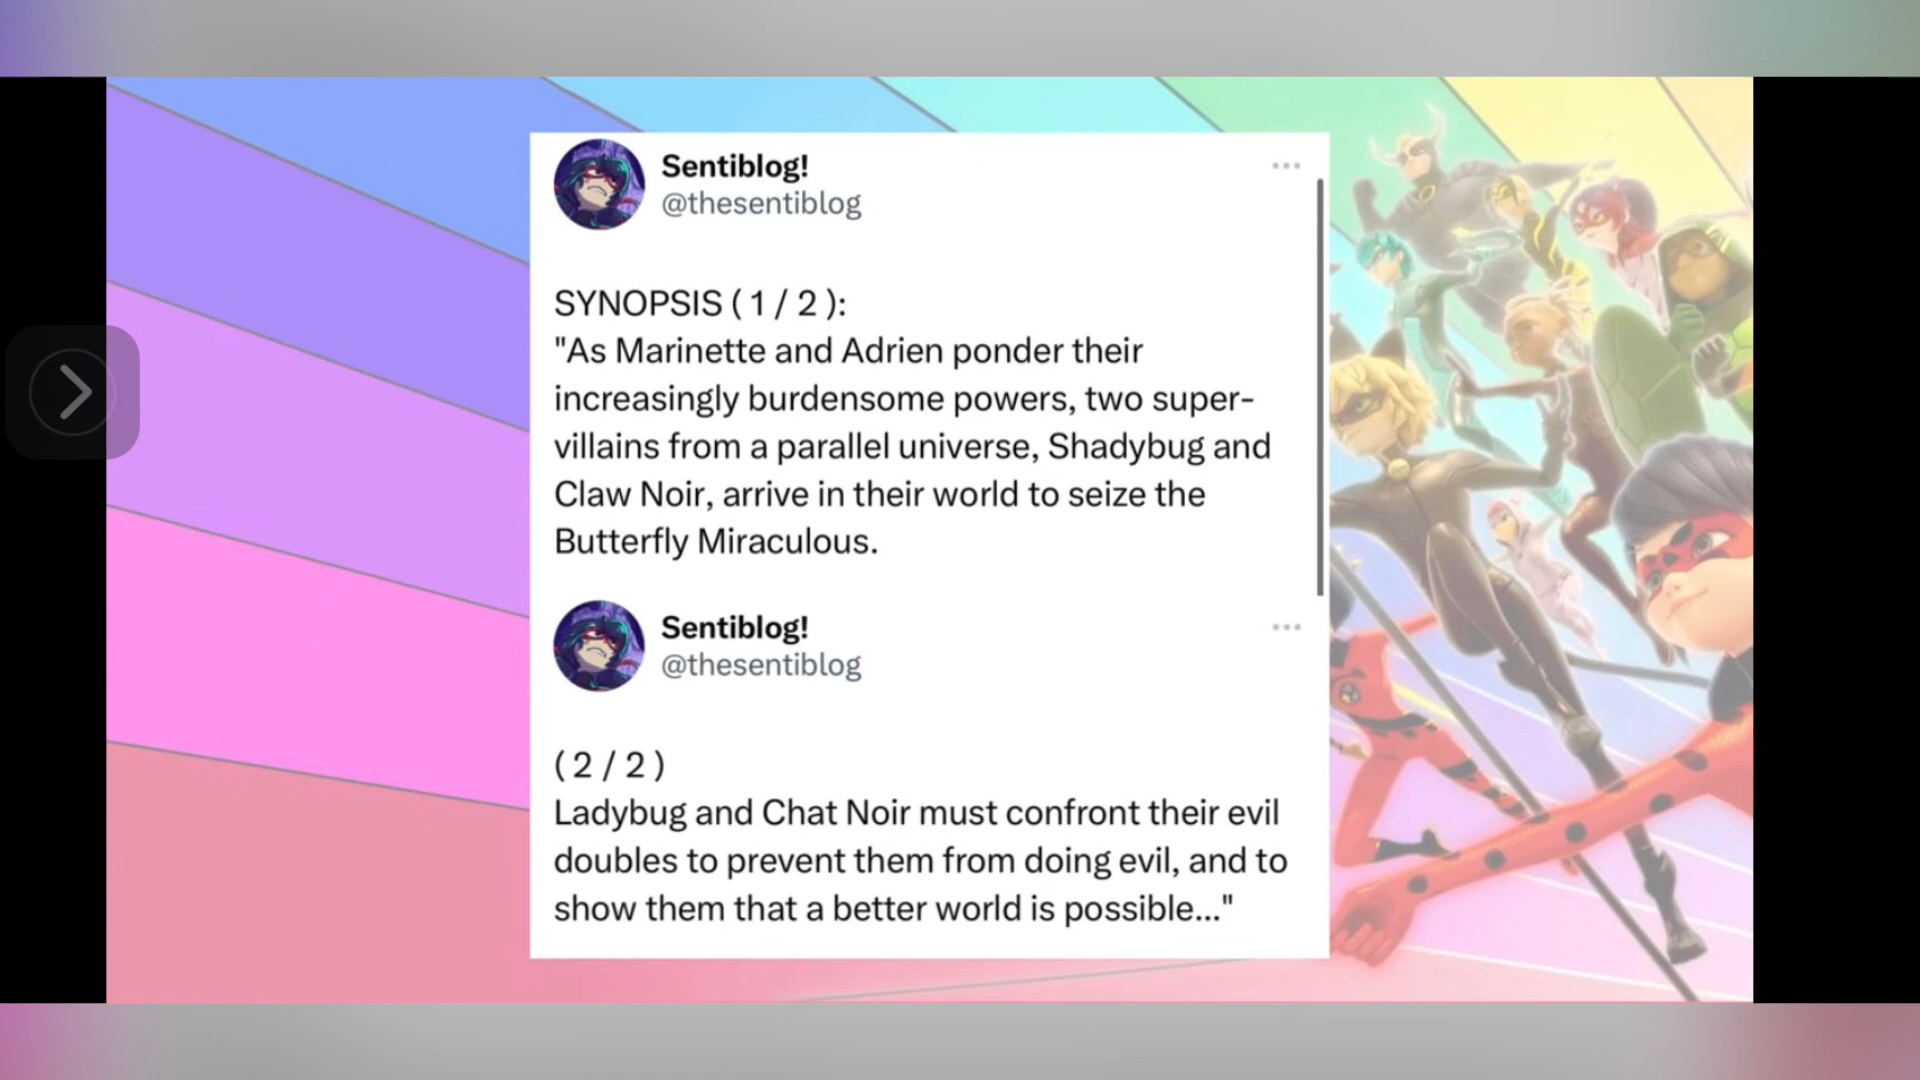 Sentiblog!
@thesentiblog
SYNOPSIS ( 1 / 2 ):
"As Marinette and Adrien ponder their
increasingly burdensome powers, two super-
villains from a parallel universe, Shadybug and
Claw Noir, arrive in their world to seize the
Butterfly Miraculous.
Sentiblog!
@thesentiblog
( 2 / 2 )
Ladybug and Chat Noir must confront their evil
doubles to prevent them from doing evil, and to
show them that a better world is possible..."